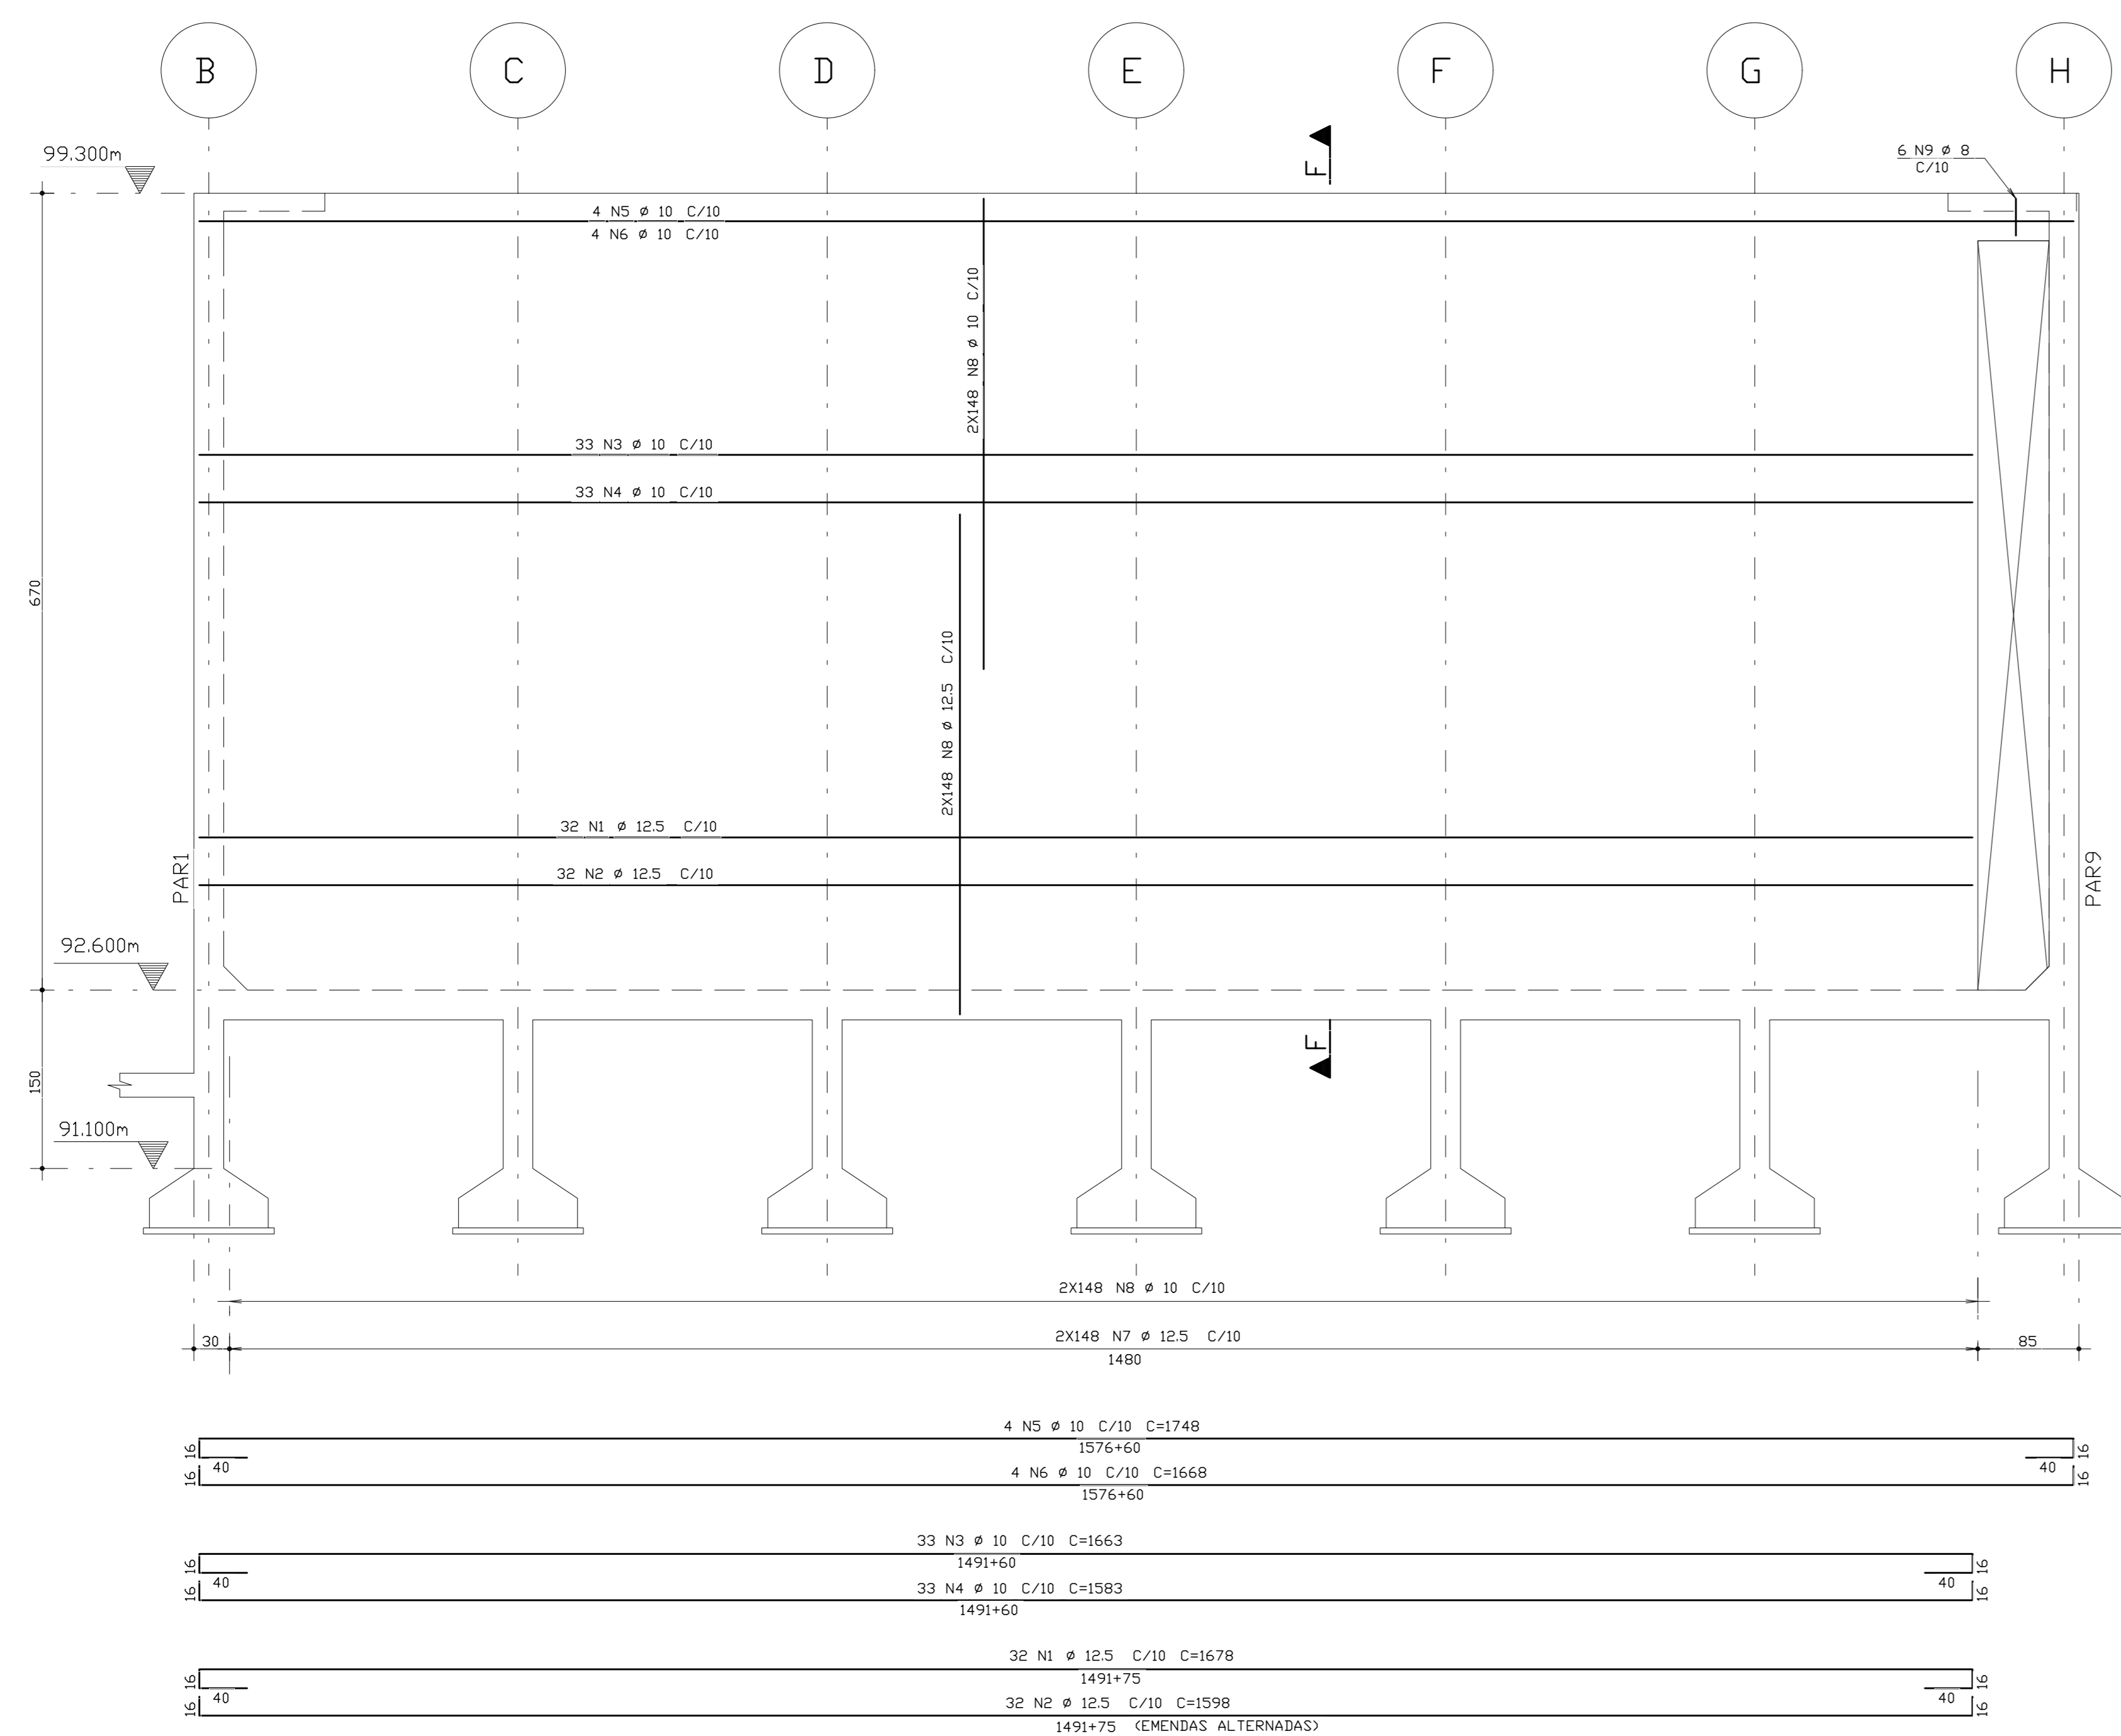 B C D E F G H
99.300m
F
6 N9 ø 8
C/10
4 N5 ø 10 C/10
4 N6 ø 10 C/10
2X148 N8 ø 10 C/10
33 N3 ø 10 C/10
33 N4 ø 10 C/10
670
2X148 N8 ø 12.5 C/10
32 N1 ø 12.5 C/10
32 N2 ø 12.5 C/10
PAR1
PAR9
92.600m
F
150
91.100m
2X148 N8 ø 10 C/10
30
2X148 N7 ø 12.5 C/10
85
1480
4 N5 ø 10 C/10 C=1748
16 1576+60 16
40 40
4 N6 ø 10 C/10 C=1668
16 1576+60 16
33 N3 ø 10 C/10 C=1663
16 1491+60 16
40 40
33 N4 ø 10 C/10 C=1583
16 1491+60 16
32 N1 ø 12.5 C/10 C=1678
16 1491+75 16
40 40
32 N2 ø 12.5 C/10 C=1598
16 16
1491+75 (EMENDAS ALTERNADAS)